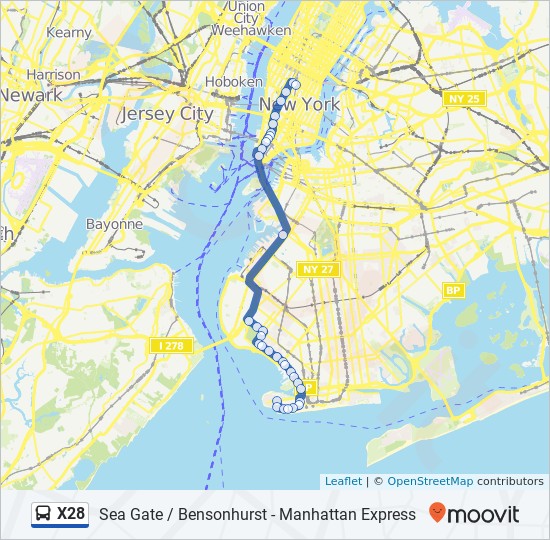 Union
City
Weehawken
Kearny
Harrison
Newark
Hoboken
New York
NY 25
Jersey City
Bayonne
NY 27
BP
I 278
P
Leaflet | © OpenStreetMap contributors
X28 Sea Gate / Bensonhurst - Manhattan Express moovit